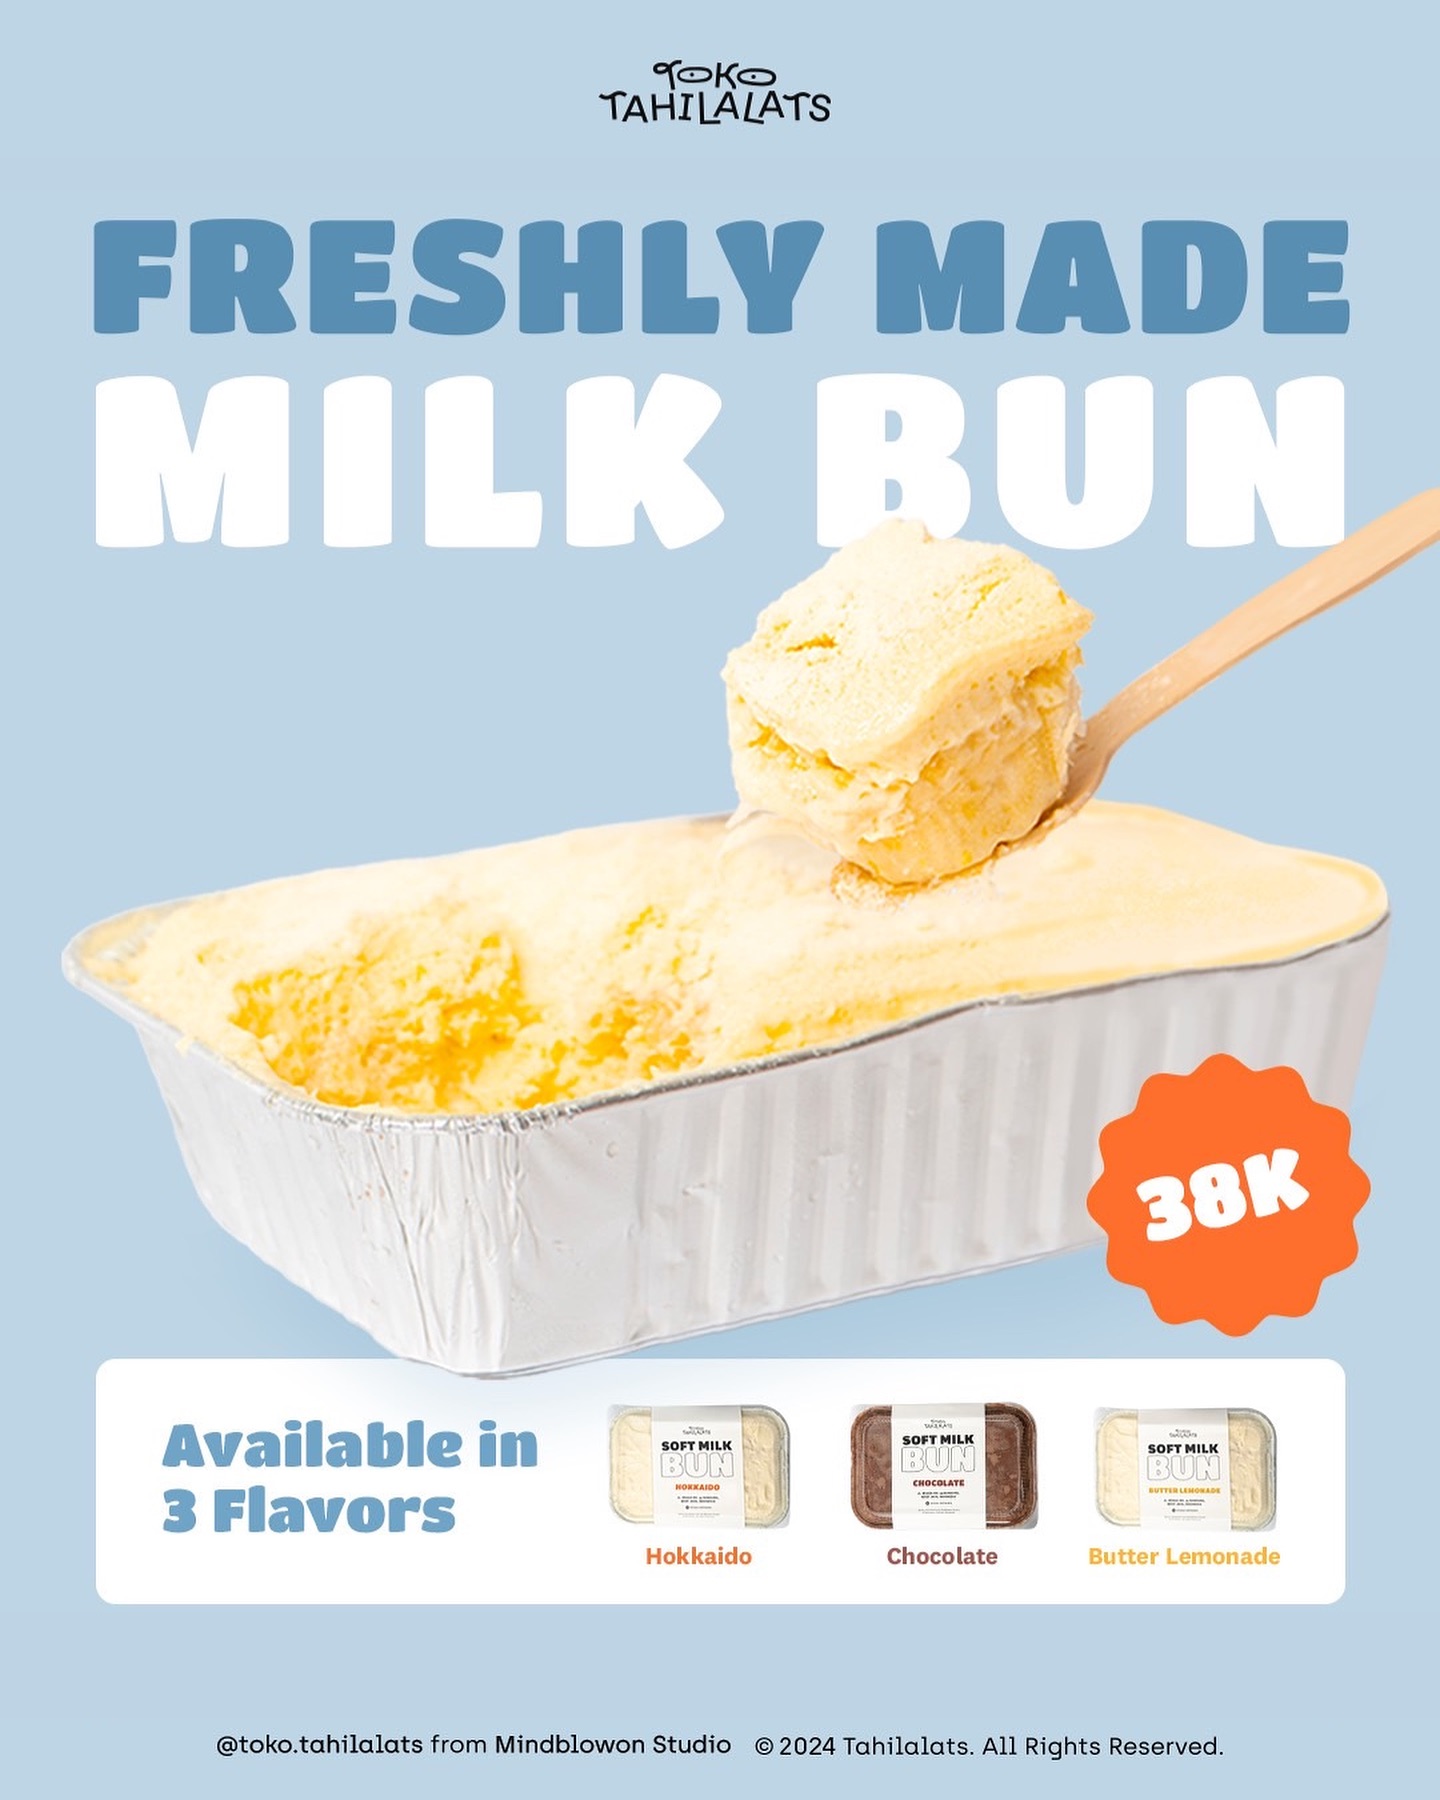 TOKO
TAHILALATS
FRESHLY MADE
MILK BUN
38K
Available in
3 Flavors
SOFT MILK
BUN
HOKKAIDO
SOFT MILK
BUN
CHOCOLATE
SOFT MILK
BUN
BUTTER LEMONADE
Hokkaido
Chocolate
Butter Lemonade
@toko.tahilalats from Mindblowon Studio © 2024 Tahilalats. All Rights Reserved.